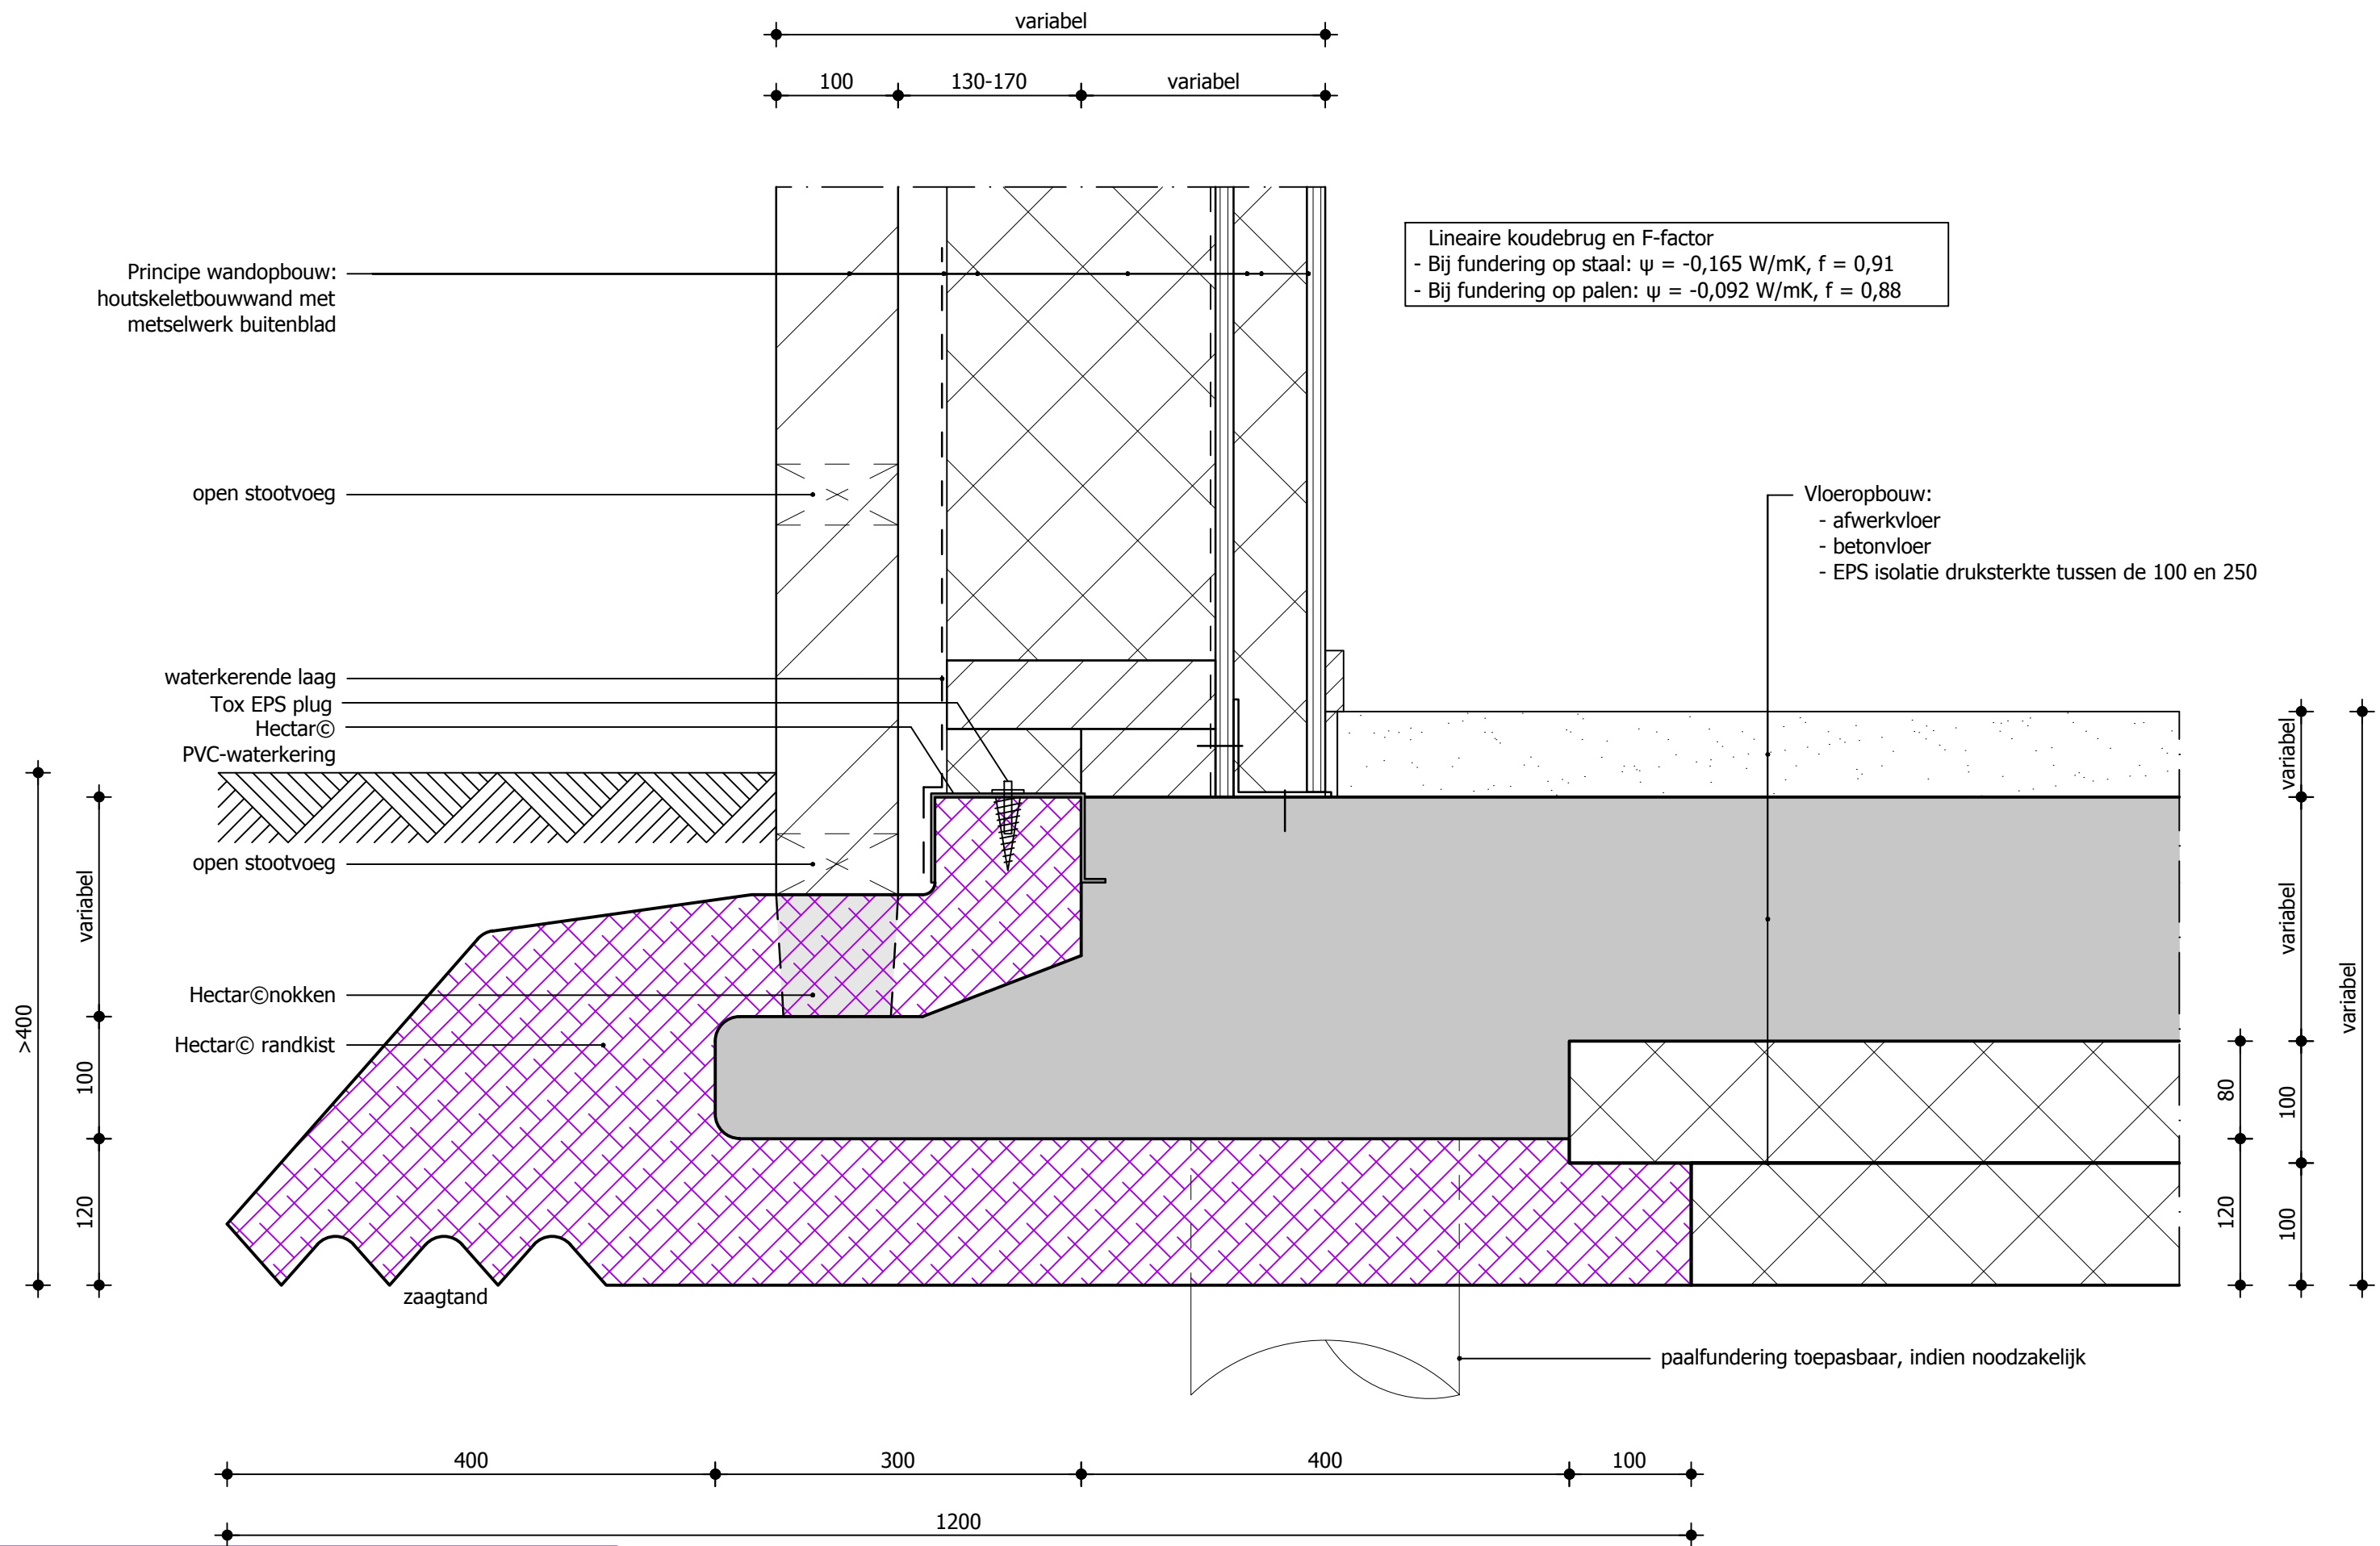 variabel
100
130-170
variabel
Principe wandopbouw:
houtskeletbouwwand met
metselwerk buitenblad
Lineaire koudebrug en F-factor
- Bij fundering op staal: ψ = -0,165 W/mK, f = 0,91
- Bij fundering op palen: ψ = -0,092 W/mK, f = 0,88
open stootvoeg
Vloeropbouw:
- afwerkvloer
- betonvloer
- EPS isolatie druksterkte tussen de 100 en 250
waterkerende laag
Tox EPS plug
Hectar©
PVC-waterkering
open stootvoeg
Hectar©nokken
Hectar© randkist
>400
variabel
100
120
zaagtand
variabel
variabel
80
100
120
100
variabel
paalfundering toepasbaar, indien noodzakelijk
400
300
400
100
1200